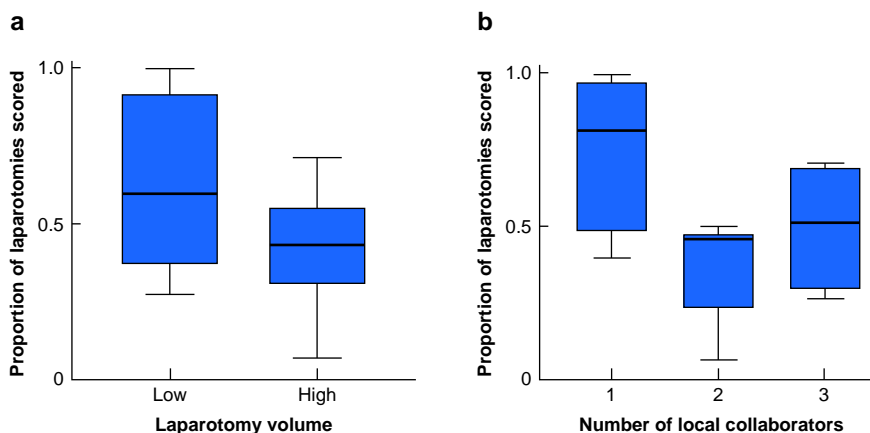 a
Proportion of laparotomies scored
1.0
0.5
0
Low
High
Laparotomy volume
b
Proportion of laparotomies scored
1.0
0.5
0
1
2
3
Number of local collaborators